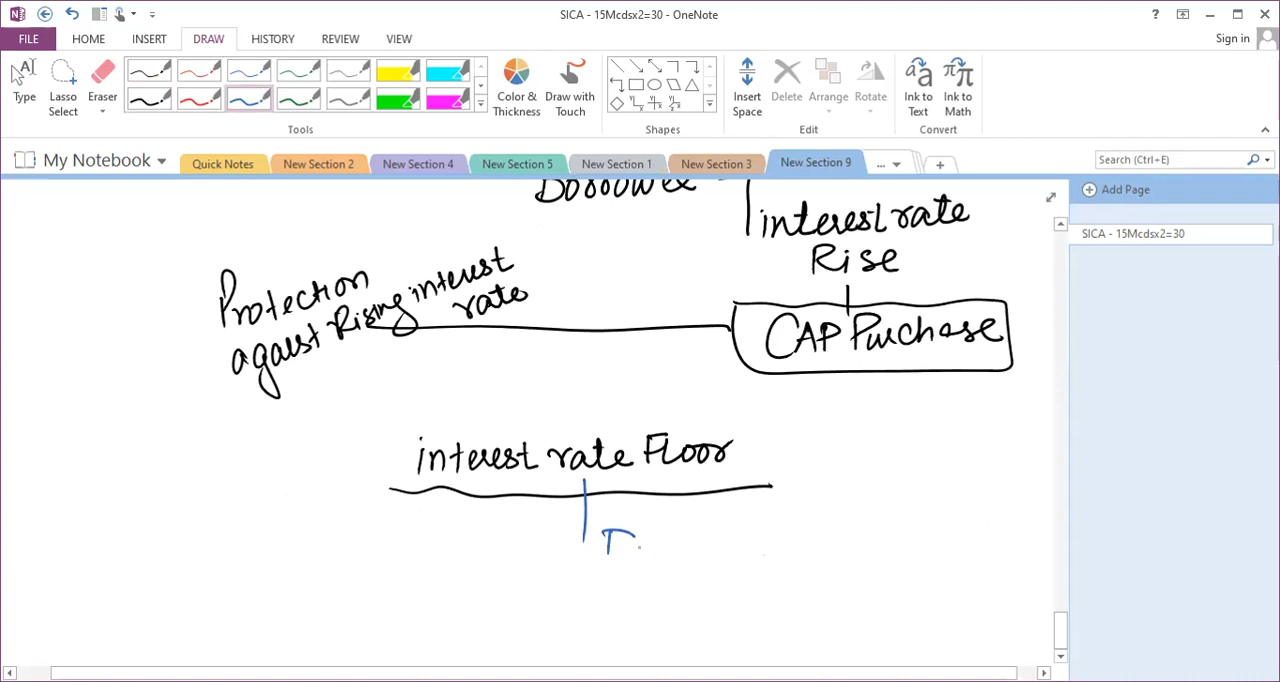 SICA - 15Mcdsx2=30 - OneNote
FILE HOME INSERT DRAW HISTORY REVIEW VIEW
Sign in
Type
Lasso Select
Eraser
Color & Thickness
Draw with Touch
Insert Space
Delete
Arrange
Rotate
Ink to Text
Ink to Math
Tools
Shapes
Edit
Convert
My Notebook
Quick Notes New Section 2 New Section 4 New Section 5 New Section 1 New Section 3 New Section 9 ...
Search (Ctrl+E)
Add Page
SICA - 15Mcdsx2=30
interest rate
Rise
CAP Purchase
Protection
against Rising interest
rate
interest rate Floor